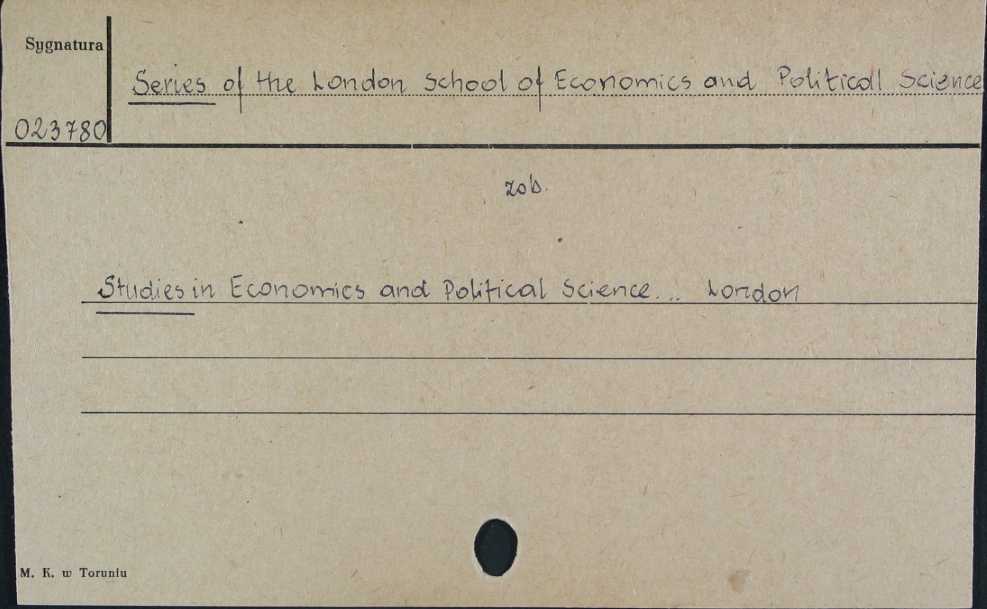 Sygnatura
Series of the London School of Economics and Politicall Science
023780
zob.
Studies in Economics and Political Science... London
M. K. w Toruniu